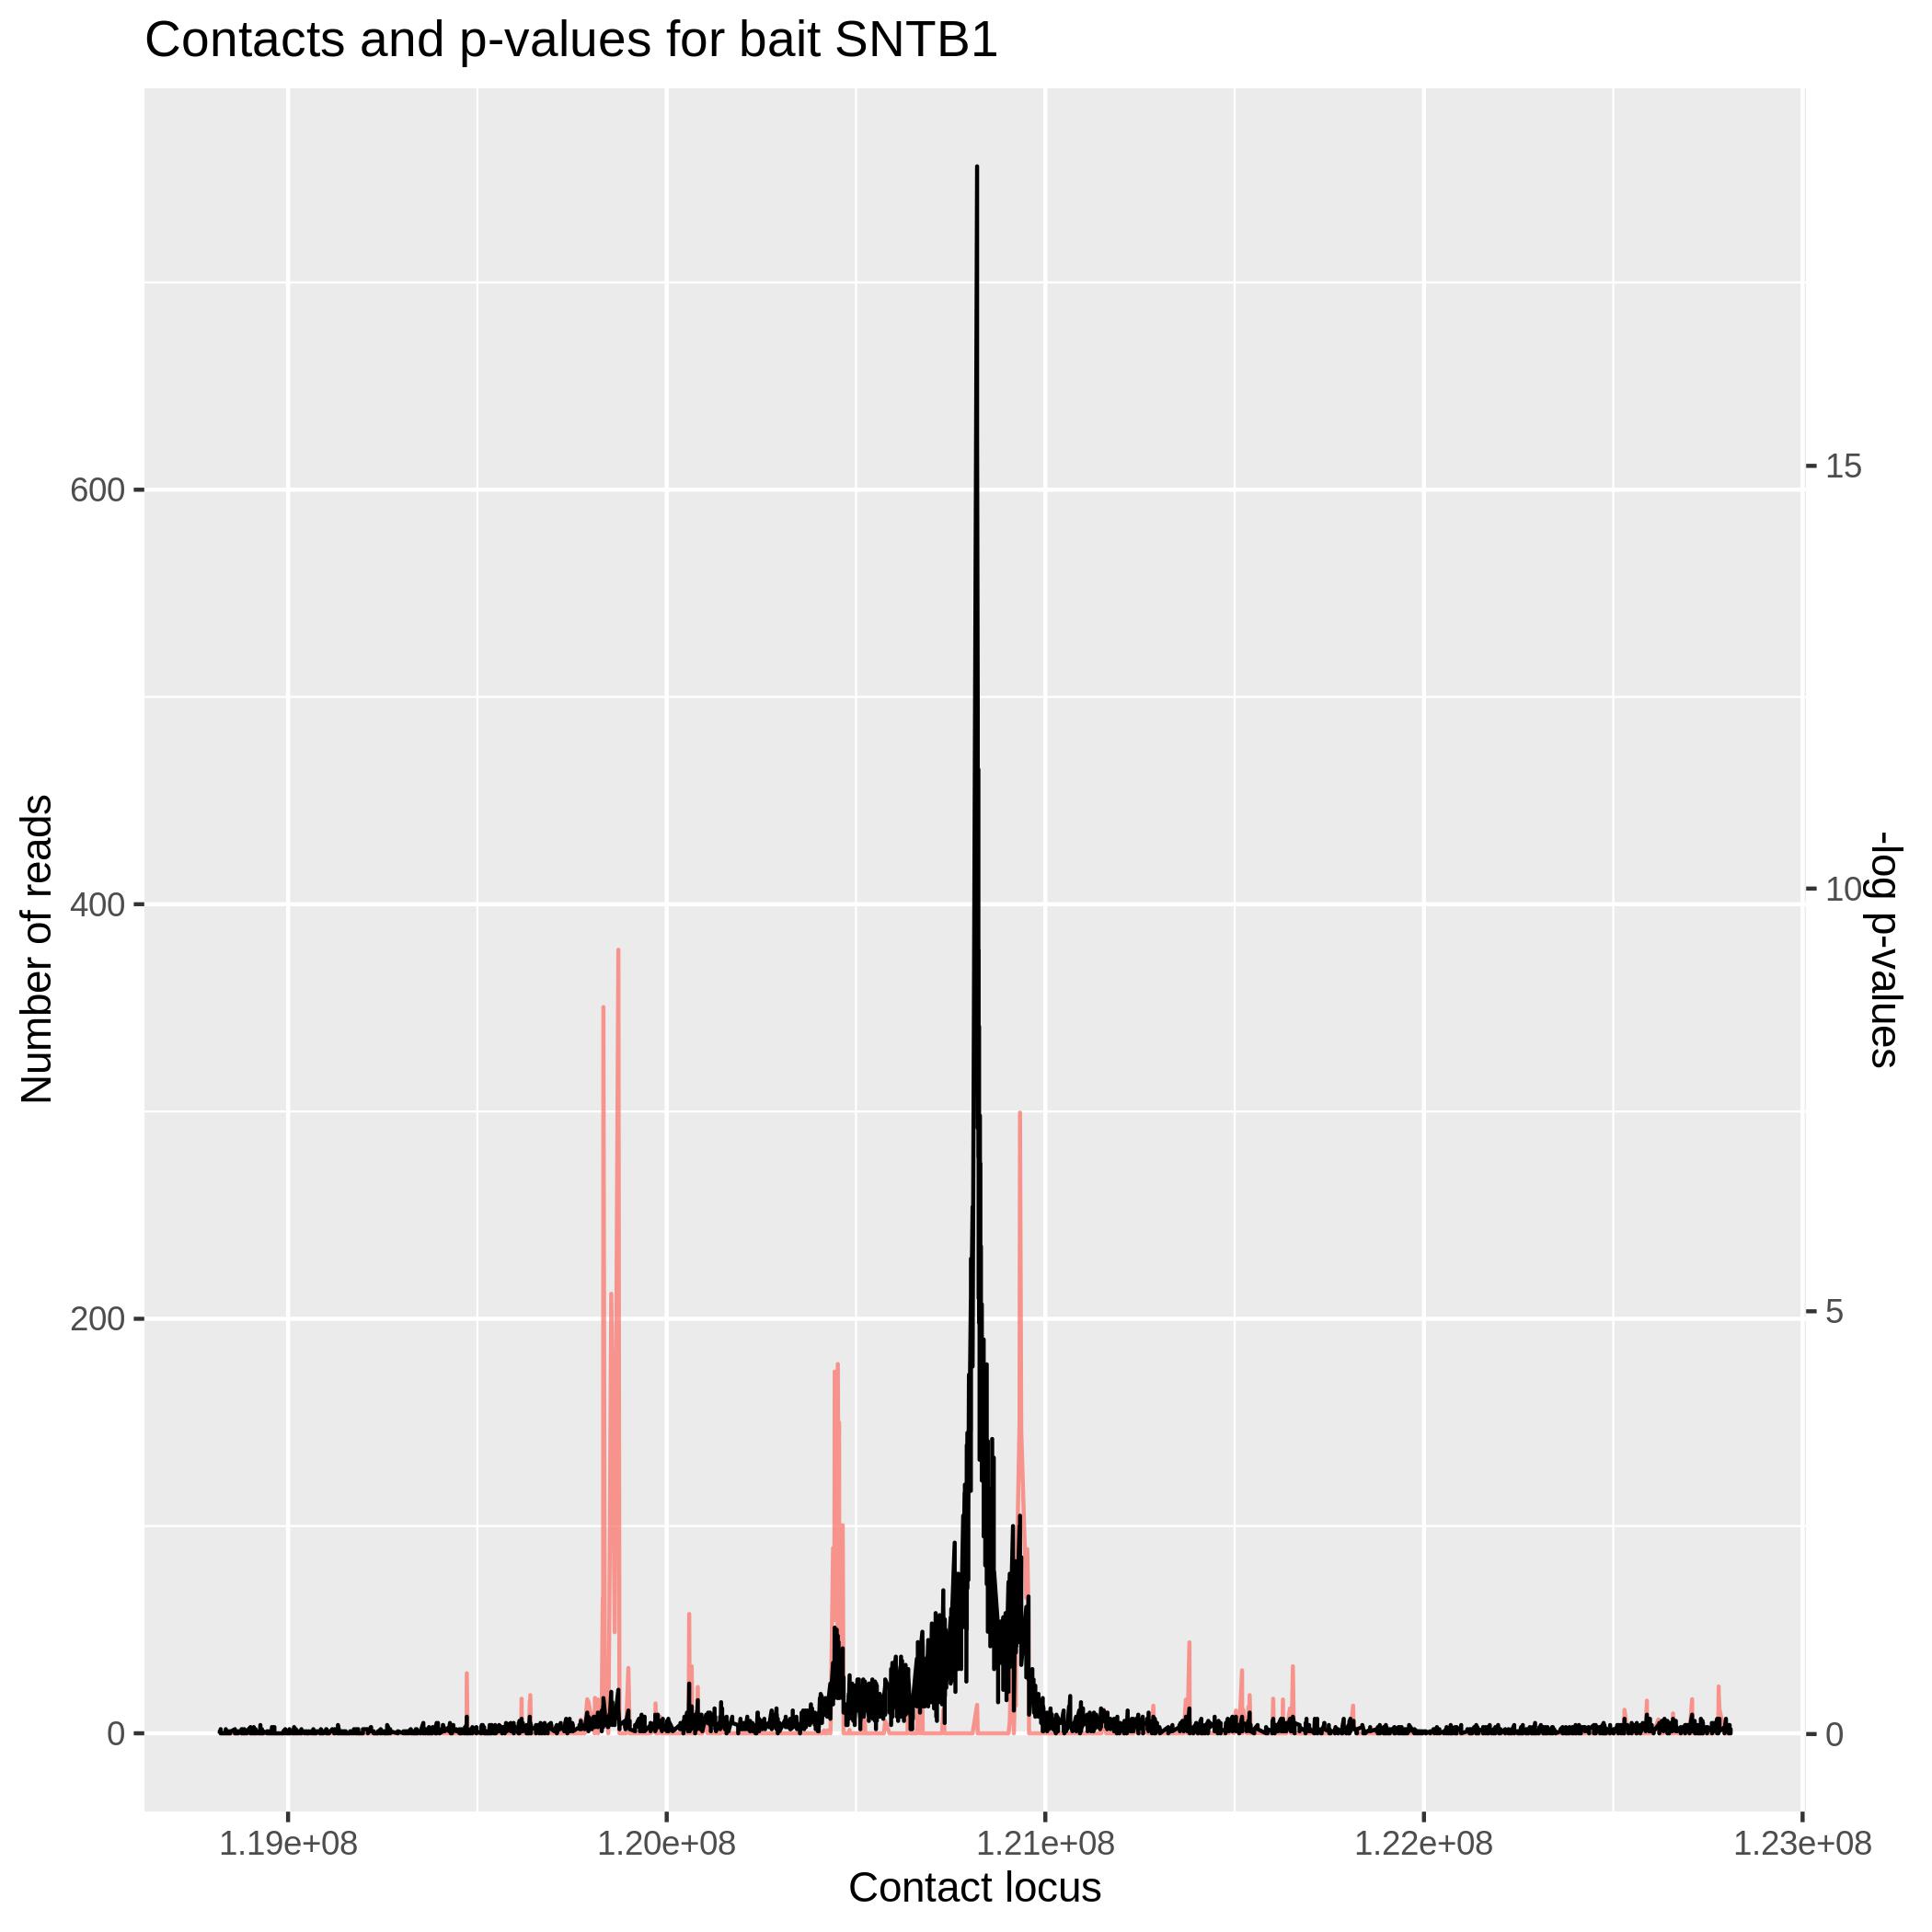 Contacts and p-values for bait SNTB1
Number of reads
600
400
200
0
15
10
5
0
-log p-values
1.19e+08
1.20e+08
1.21e+08
1.22e+08
1.23e+08
Contact locus